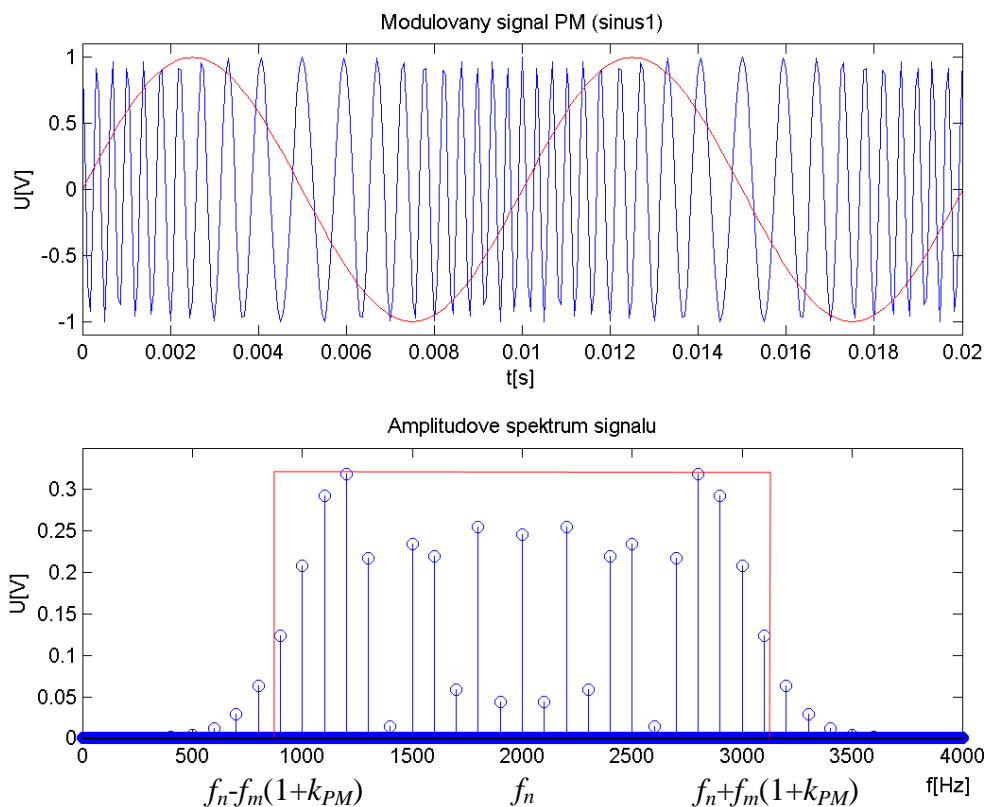 Modulovany signal PM (sinus1)
1
0.5
0
-0.5
-1
U[V]
0 0.002 0.004 0.006 0.008 0.01 0.012 0.014 0.016 0.018 0.02
t[s]
Amplitudove spektrum signalu
0.3
0.25
0.2
0.15
0.1
0.05
0
U[V]
0 500 1000 1500 2000 2500 3000 3500 4000
fn-fm(1+kPM) fn fn+fm(1+kPM) f[Hz]